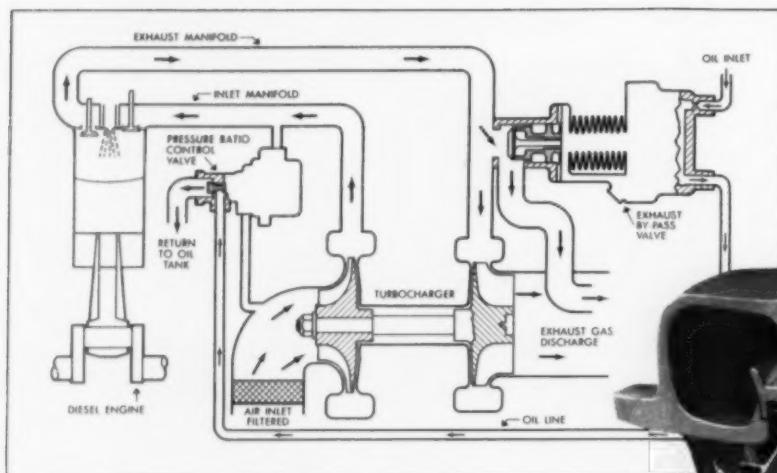 EXHAUST MANIFOLD
OIL INLET
INLET MANIFOLD
PRESSURE RATIO
CONTROL
VALVE
EXHAUST
BY-PASS
VALVE
RETURN
TO OIL
TANK
TURBOCHARGER
EXHAUST GAS
DISCHARGE
DIESEL ENGINE
AIR INLET
FILTERED
OIL LINE